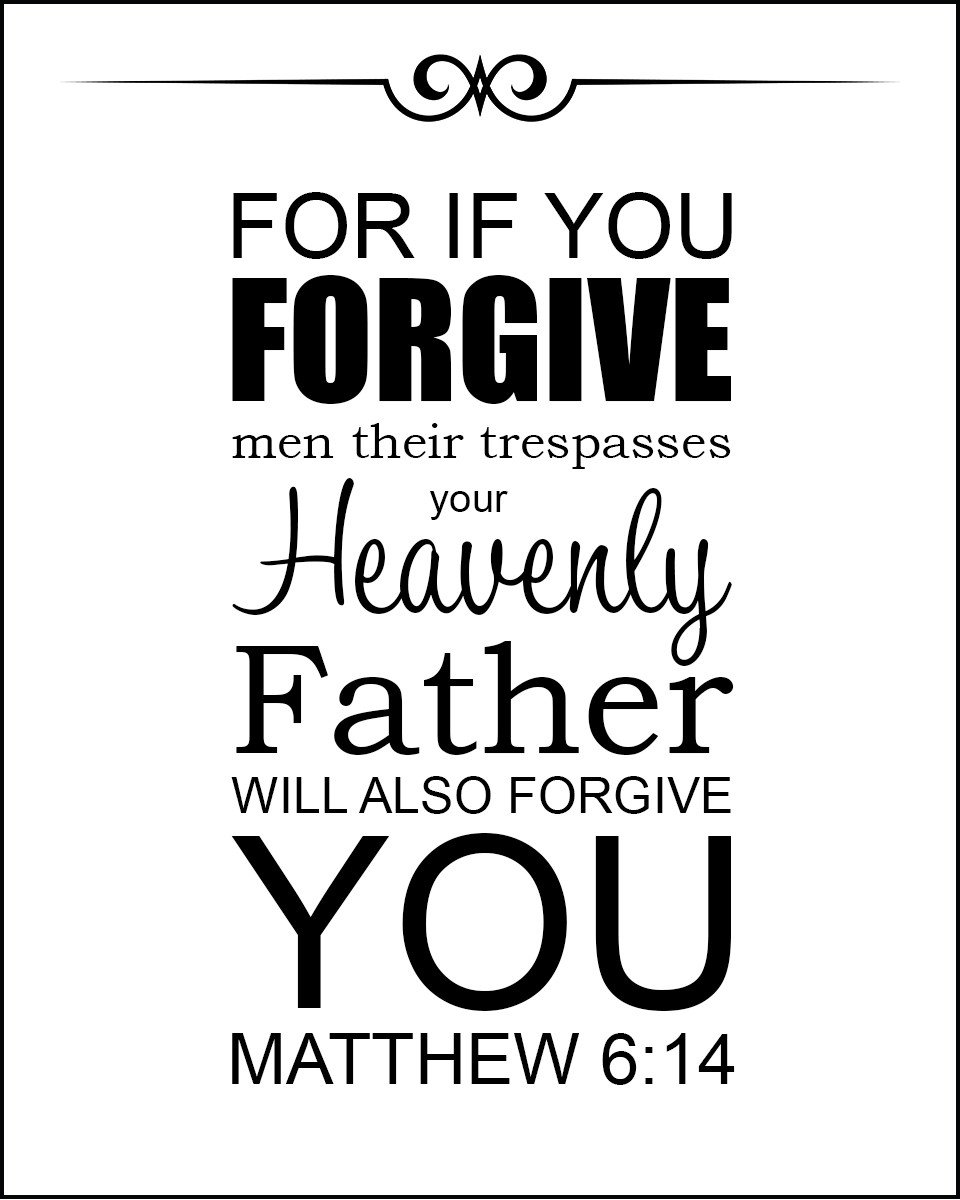 FOR IF YOU
FORGIVE
men their trespasses
your
Heavenly
Father
WILL ALSO FORGIVE
YOU
MATTHEW 6:14